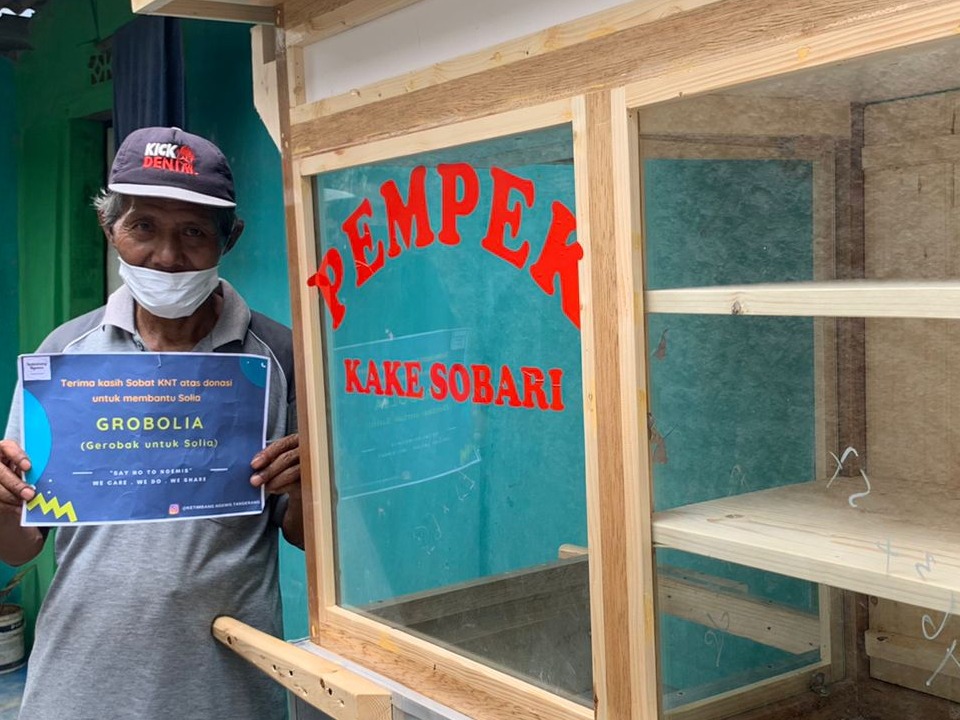 KICK
DENIM
PEMPEK
KAKE SOBARI
Terima kasih Sobat KNT atas donasi
untuk membantu Solia
GROBOLIA
(Gerobak untuk Solia)
"SAY NO TO NGEMIS"
WE CARE . WE DO . WE SHARE
@KETIMBANG.NGEMIS.TANGERANG